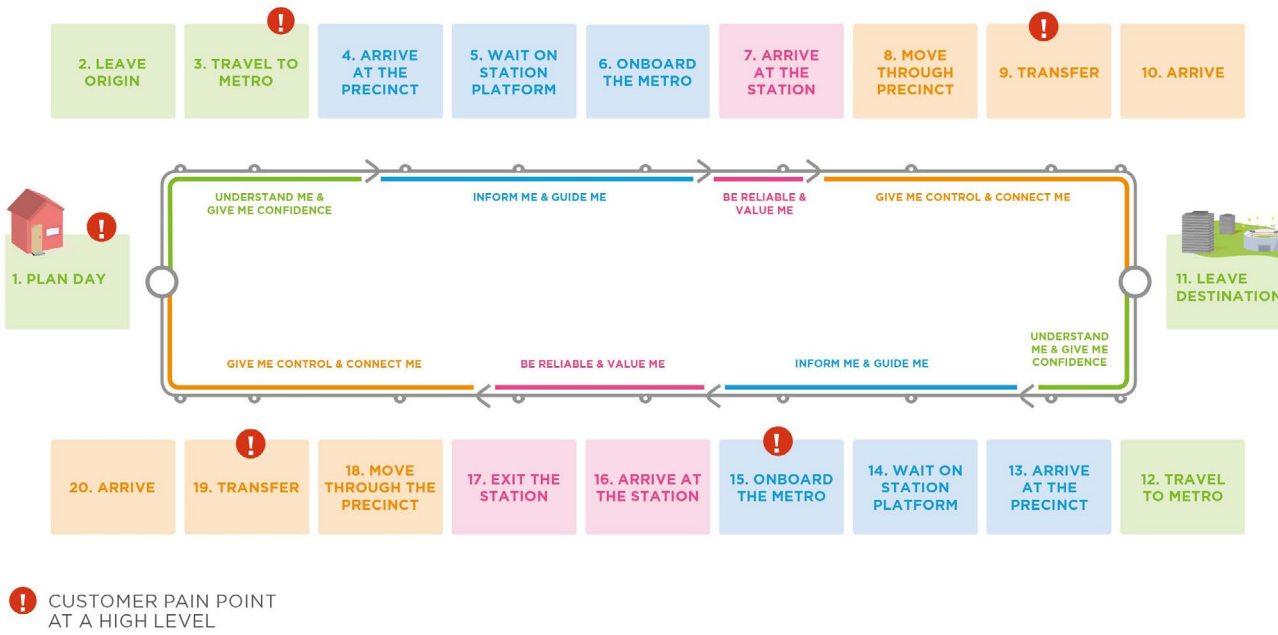 !
!
2. LEAVE
ORIGIN
3. TRAVEL TO
METRO
4. ARRIVE
AT THE
PRECINCT
5. WAIT ON
STATION
PLATFORM
6. ONBOARD
THE METRO
7. ARRIVE
AT THE
STATION
8. MOVE
THROUGH
PRECINCT
9. TRANSFER
10. ARRIVE
UNDERSTAND ME &
GIVE ME CONFIDENCE
INFORM ME & GUIDE ME
BE RELIABLE &
VALUE ME
GIVE ME CONTROL & CONNECT ME
!
1. PLAN DAY
11. LEAVE
DESTINATION
GIVE ME CONTROL & CONNECT ME
BE RELIABLE & VALUE ME
INFORM ME & GUIDE ME
UNDERSTAND
ME & GIVE ME
CONFIDENCE
!
!
20. ARRIVE
19. TRANSFER
18. MOVE
THROUGH THE
PRECINCT
17. EXIT THE
STATION
16. ARRIVE AT
THE STATION
15. ONBOARD
THE METRO
14. WAIT ON
STATION
PLATFORM
13. ARRIVE
AT THE
PRECINCT
12. TRAVEL
TO METRO
!
CUSTOMER PAIN POINT
AT A HIGH LEVEL